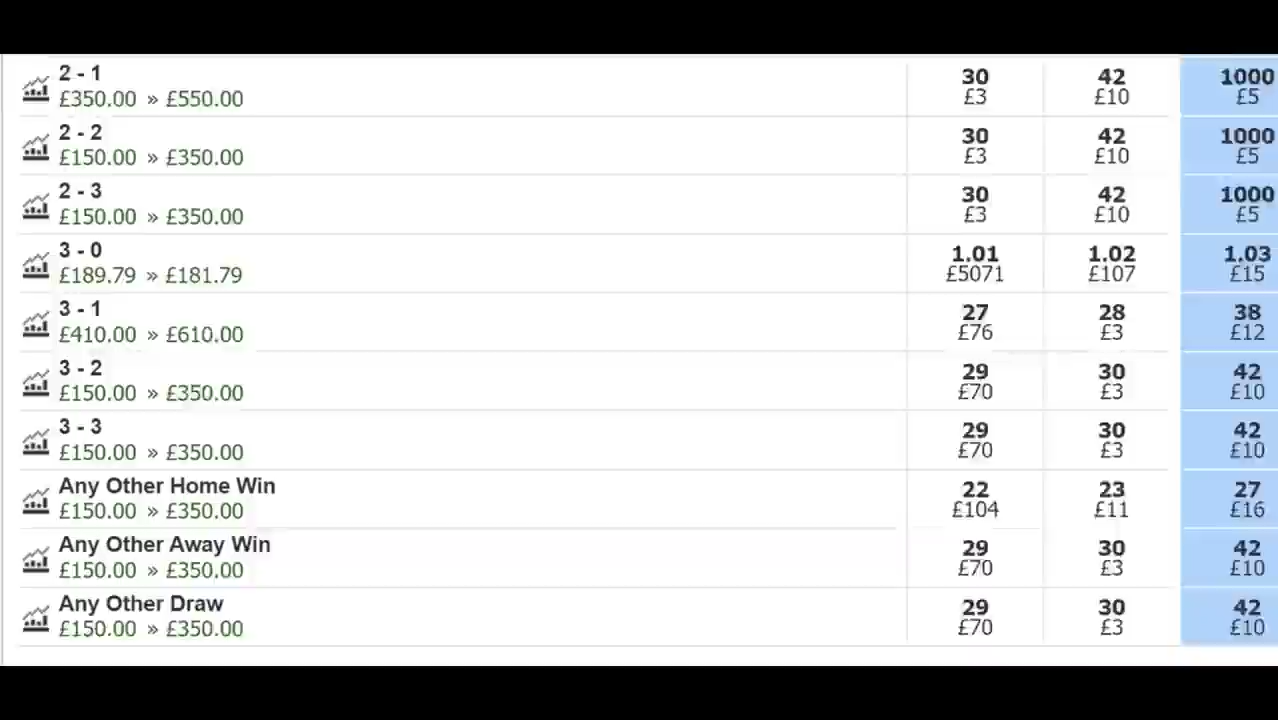 2 - 1 30 42 1000
£350.00 » £550.00 £3 £10 £5
2 - 2 30 42 1000
£150.00 » £350.00 £3 £10 £5
2 - 3 30 42 1000
£150.00 » £350.00 £3 £10 £5
3 - 0 1.01 1.02 1.03
£189.79 » £181.79 £5071 £107 £15
3 - 1 27 28 38
£410.00 » £610.00 £76 £3 £12
3 - 2 29 30 42
£150.00 » £350.00 £70 £3 £10
3 - 3 29 30 42
£150.00 » £350.00 £70 £3 £10
Any Other Home Win 22 23 27
£150.00 » £350.00 £104 £11 £16
Any Other Away Win 29 30 42
£150.00 » £350.00 £70 £3 £10
Any Other Draw 29 30 42
£150.00 » £350.00 £70 £3 £10